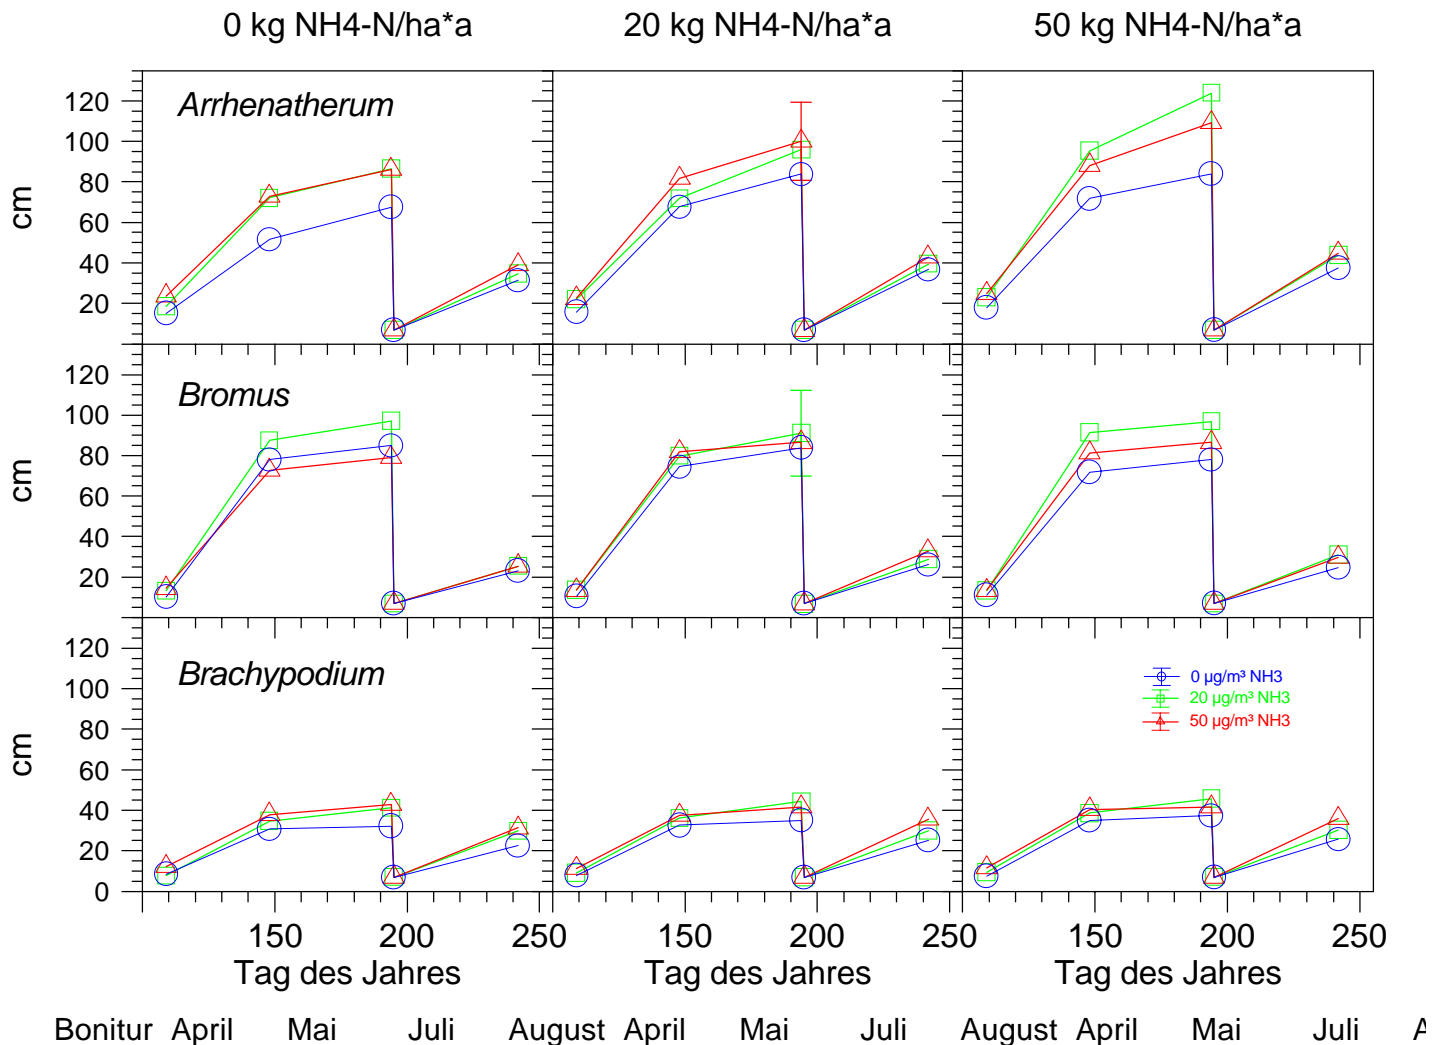 0 kg NH4-N/ha*a 20 kg NH4-N/ha*a 50 kg NH4-N/ha*a
Arrhenatherum
cm
120
100
80
60
40
20
Bromus
cm
120
100
80
60
40
20
Brachypodium
cm
120
100
80
60
40
20
0
0 µg/m³ NH3
20 µg/m³ NH3
50 µg/m³ NH3
150 200 250 150 200 250 150 200 250
Tag des Jahres Tag des Jahres Tag des Jahres
Bonitur April Mai Juli August April Mai Juli August April Mai Juli